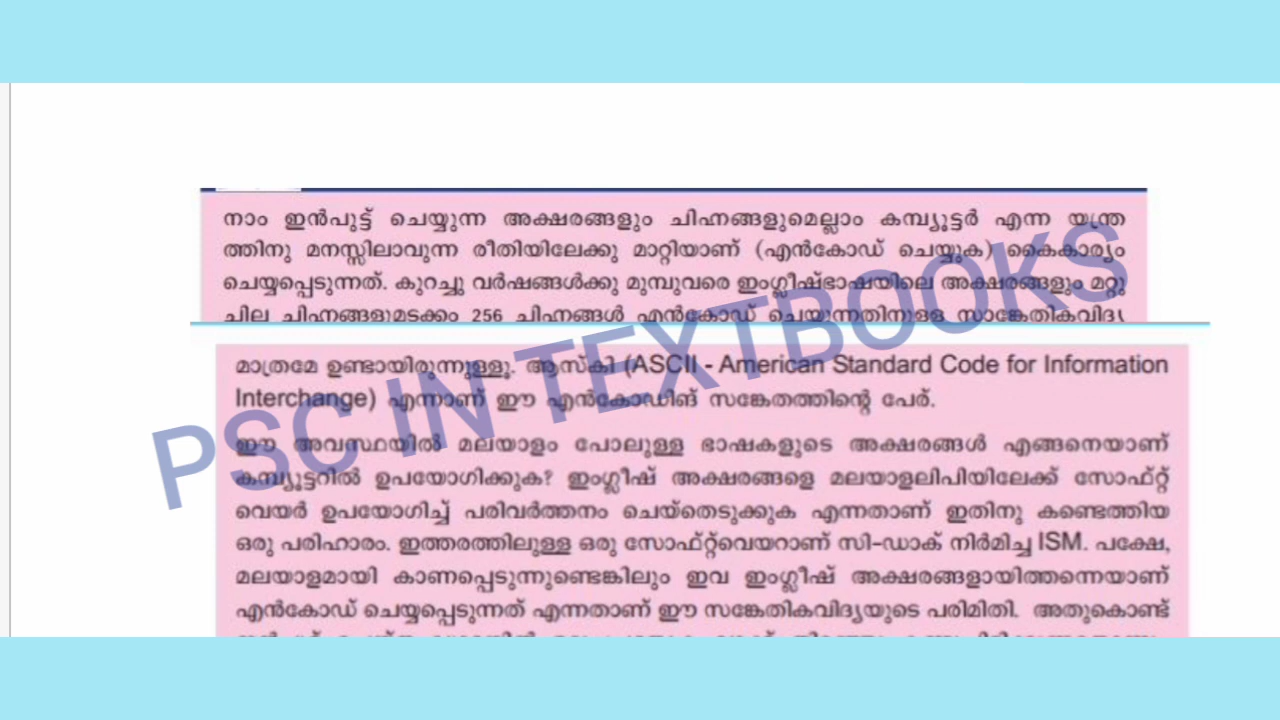 നാം ഇൻപുട്ട് ചെയ്യുന്ന അക്ഷരങ്ങളും ചിഹ്നങ്ങളുമെല്ലാം കമ്പ്യൂട്ടർ എന്ന യന്ത്ര
ത്തിനു മനസ്സിലാവുന്ന രീതിയിലേക്കു മാറ്റിയാണ് (എൻകോഡ് ചെയ്യുക) കൈകാര്യം
ചെയ്യപ്പെടുന്നത്. കുറച്ചു വർഷങ്ങൾക്കു മുമ്പുവരെ ഇംഗ്ലീഷ്ഭാഷയിലെ അക്ഷരങ്ങളും മറ്റു
ചില ചിഹ്നങ്ങളുമടക്കം 256 ചിഹ്നങ്ങൾ എൻകോഡ് ചെയ്യുന്നതിനുള്ള സാങ്കേതികവിദ്യ
മാത്രമേ ഉണ്ടായിരുന്നുള്ളൂ. ആസ്കി (ASCII - American Standard Code for Information
Interchange) എന്നാണ് ഈ എൻകോഡിങ് സങ്കേതത്തിന്റെ പേര്.
ഈ അവസ്ഥയിൽ മലയാളം പോലുള്ള ഭാഷകളുടെ അക്ഷരങ്ങൾ എങ്ങനെയാണ്
കമ്പ്യൂട്ടറിൽ ഉപയോഗിക്കുക? ഇംഗ്ലീഷ് അക്ഷരങ്ങളെ മലയാളലിപിയിലേക്ക് സോഫ്റ്റ്
വെയർ ഉപയോഗിച്ച് പരിവർത്തനം ചെയ്തെടുക്കുക എന്നതാണ് ഇതിനു കണ്ടെത്തിയ
ഒരു പരിഹാരം. ഇത്തരത്തിലുള്ള ഒരു സോഫ്റ്റ്‌വെയറാണ് സി-ഡാക് നിർമിച്ച ISM. പക്ഷേ,
മലയാളമായി കാണപ്പെടുന്നുണ്ടെങ്കിലും ഇവ ഇംഗ്ലീഷ് അക്ഷരങ്ങളായിത്തന്നെയാണ്
എൻകോഡ് ചെയ്യപ്പെടുന്നത് എന്നതാണ് ഈ സങ്കേതികവിദ്യയുടെ പരിമിതി. അതുകൊണ്ട്
PSC IN TEXTBOOKS